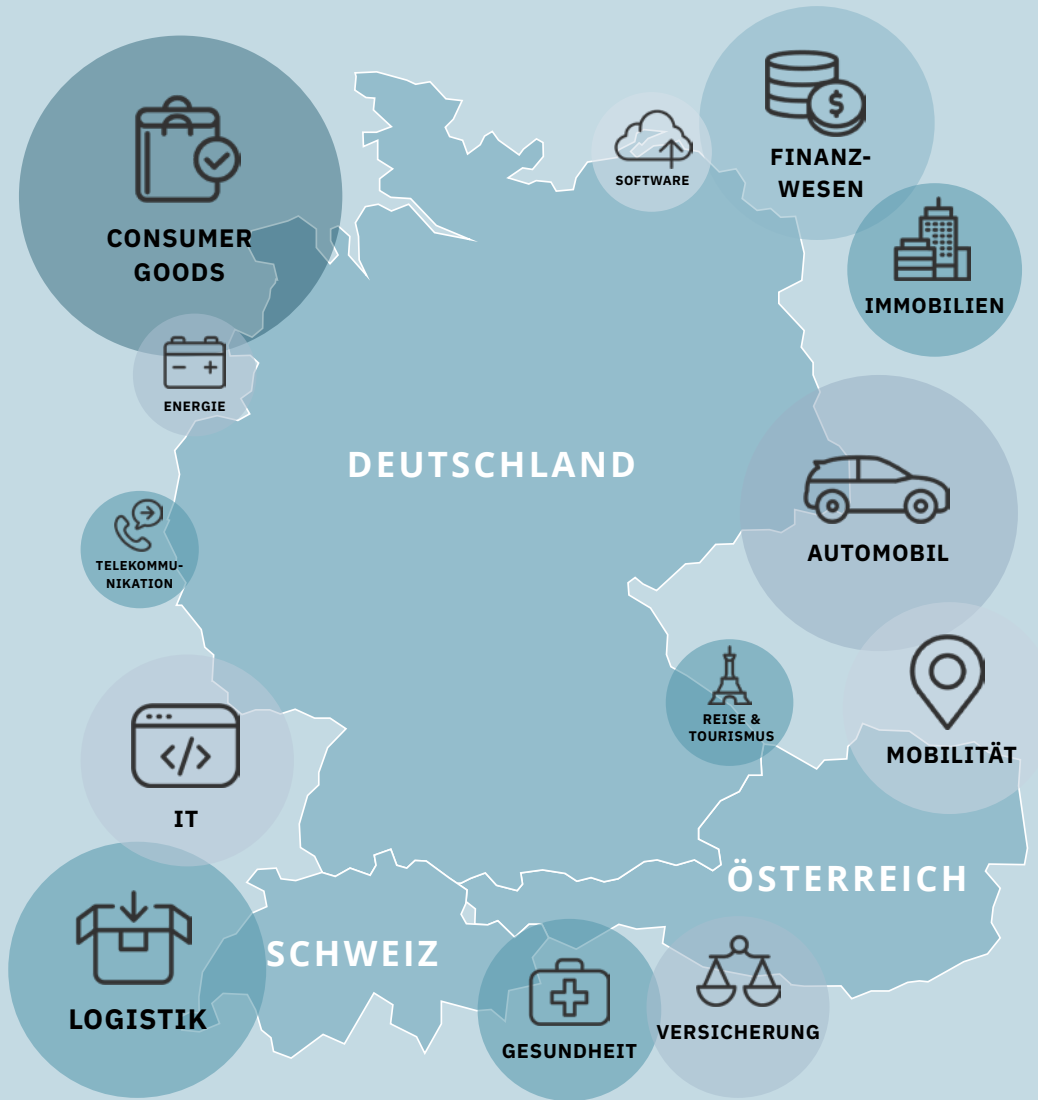 CONSUMER
GOODS
SOFTWARE
FINANZ-
WESEN
IMMOBILIEN
ENERGIE
DEUTSCHLAND
TELEKOMMU-
NIKATION
AUTOMOBIL
REISE &
TOURISMUS
MOBILITÄT
IT
ÖSTERREICH
SCHWEIZ
LOGISTIK
GESUNDHEIT
VERSICHERUNG